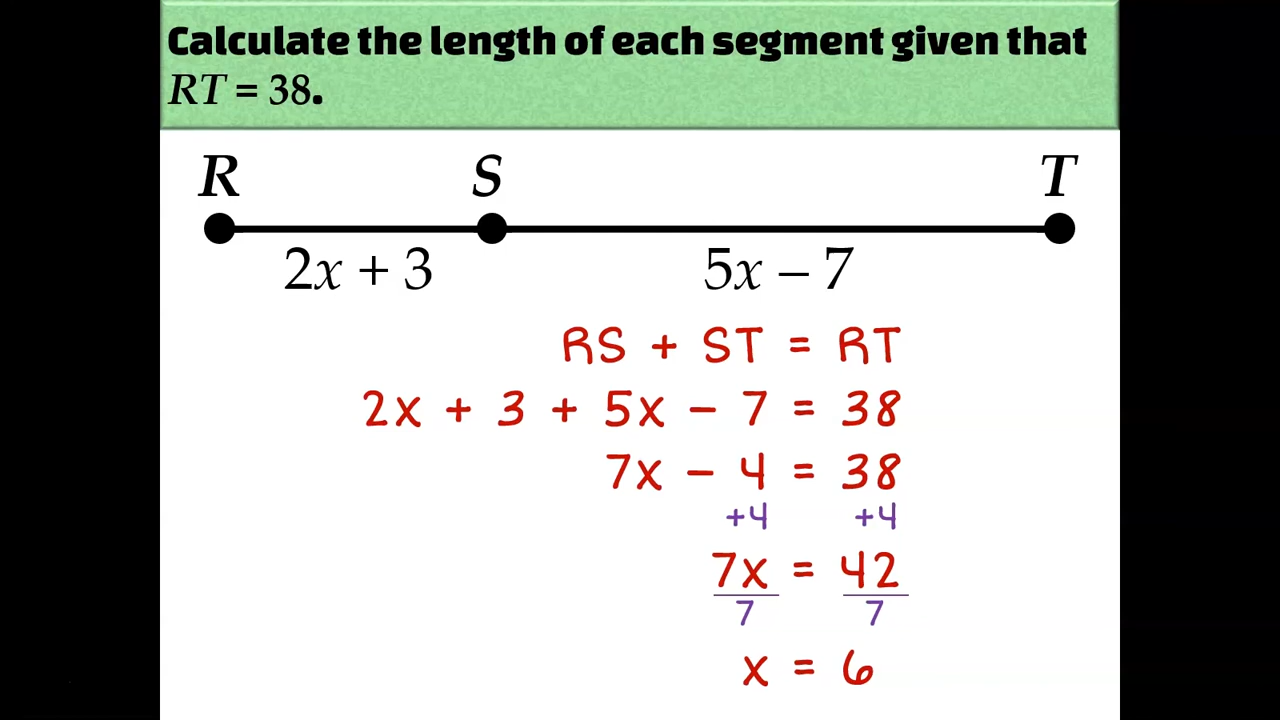 Calculate the length of each segment given that
RT = 38.
R S T
2x + 3 5x – 7
RS + ST = RT
2x + 3 + 5x – 7 = 38
7x – 4 = 38
+4 +4
7x = 42
7 7
x = 6